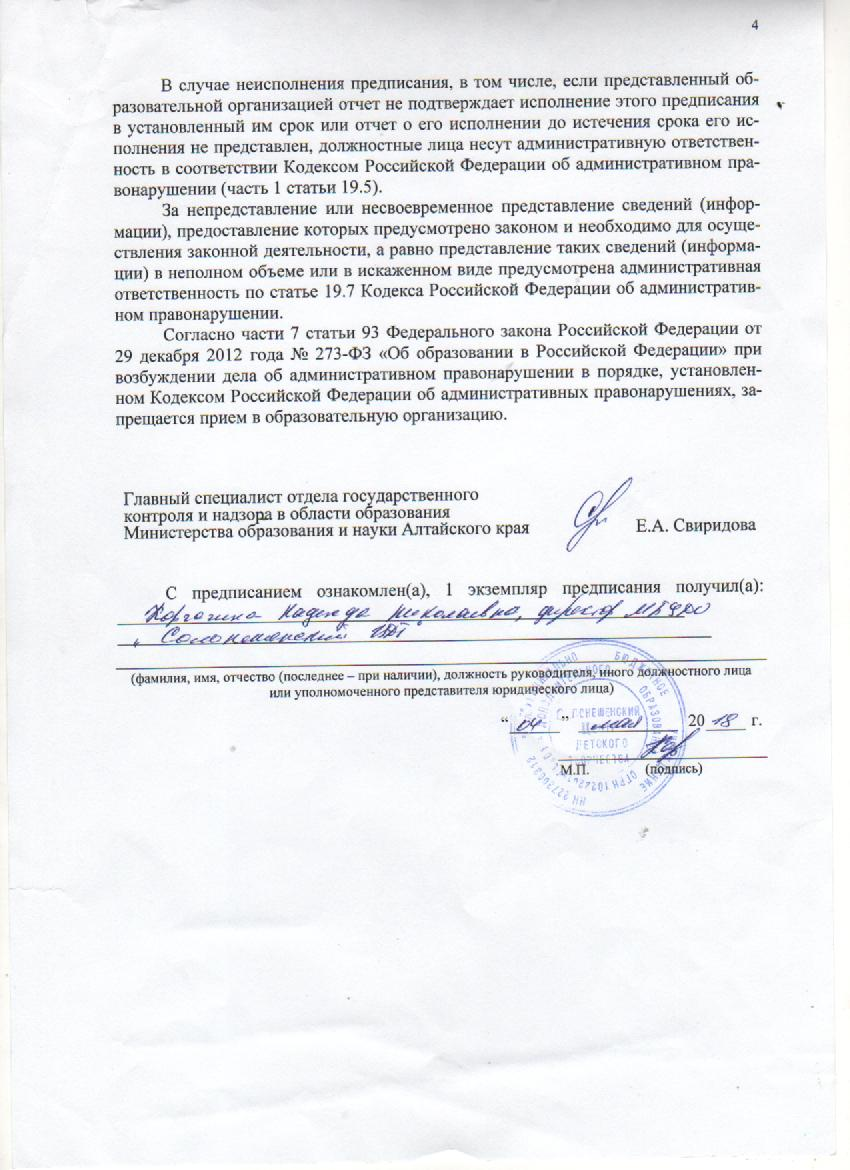 4
В случае неисполнения предписания, в том числе, если представленный об-
разовательной организацией отчет не подтверждает исполнение этого предписания
в установленный им срок или отчет о его исполнении до истечения срока его ис-
полнения не представлен, должностные лица несут административную ответствен-
ность в соответствии Кодексом Российской Федерации об административном пра-
вонарушении (часть 1 статьи 19.5).
За непредставление или несвоевременное представление сведений (инфор-
мации), предоставление которых предусмотрено законом и необходимо для осуще-
ствления законной деятельности, а равно представление таких сведений (информа-
ции) в неполном объеме или в искаженном виде предусмотрена административная
ответственность по статье 19.7 Кодекса Российской Федерации об административ-
ном правонарушении.
Согласно части 7 статьи 93 Федерального закона Российской Федерации от
29 декабря 2012 года № 273-ФЗ «Об образовании в Российской Федерации» при
возбуждении дела об административном правонарушении в порядке, установлен-
ном Кодексом Российской Федерации об административных правонарушениях, за-
прещается прием в образовательную организацию.
Главный специалист отдела государственного
контроля и надзора в области образования
Министерства образования и науки Алтайского края
Е.А. Свиридова
С предписанием ознакомлен(а), 1 экземпляр предписания получил(а):
Надежда Николаевна, директор МБУДО
(фамилия, имя, отчество (последнее – при наличии), должность руководителя, иного должностного лица
или уполномоченного представителя юридического лица)
“ 04 ” мая 20 18 г.
М.П. (подпись)
ДЕТСКОГО
БЮДЖЕТНОЕ